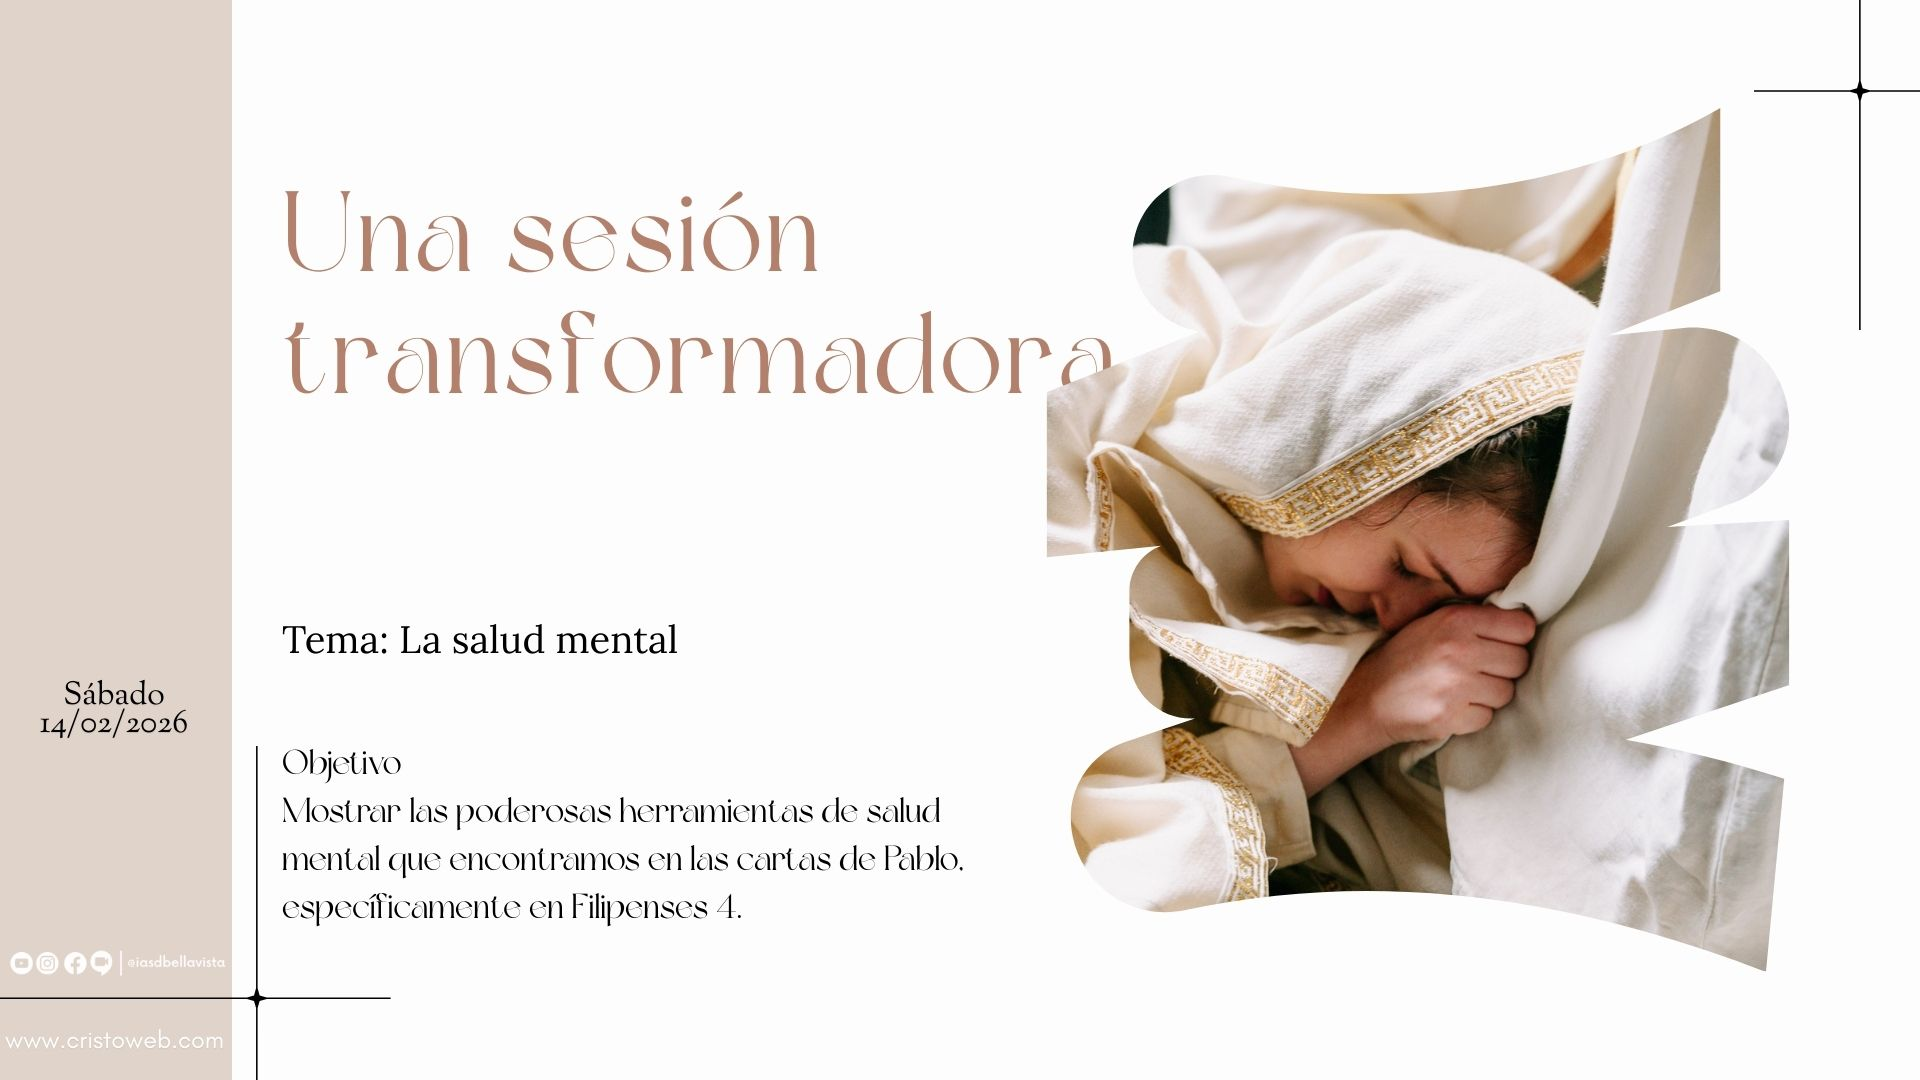 Una sesión
transformadora
Tema: La salud mental
Sábado
14/02/2026
Objetivo
Mostrar las poderosas herramientas de salud
mental que encontramos en las cartas de Pablo,
específicamente en Filipenses 4.
@iasdbellavista
www.cristoweb.com